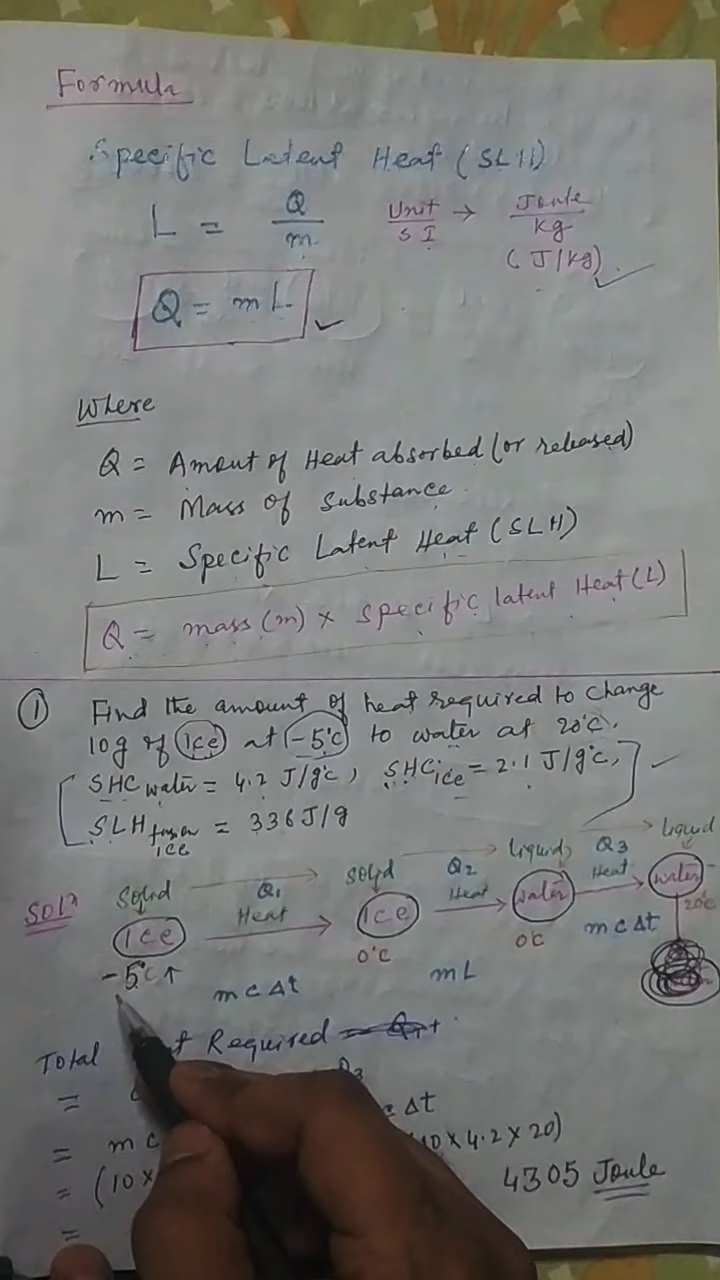 Formula
Specific Latent Heat (SLH)
L = Q/m Unit/SI → Joule/Kg
(J/Kg)
Q = mL
Where
Q = Amout of Heat absorbed (or released)
m = Mass of Substance
L = Specific Latent Heat (SLH)
Q = mass (m) × specific latent Heat (L)
① Find the amount of heat required to change
10g of Ice at -5°C to water at 20°C.
SHC water = 4.2 J/g°C, SHC ice = 2.1 J/g°C,
SLH fusion ice = 336 J/g
Solid Q1 Solid Q2 liquid Q3 liquid
Solⁿ Ice Heat Ice Heat water Heat water
-5°C↑ 0°C 0°C 20°C
mcΔt mL mcΔt
Total Required =
=
= mc cΔt
= (10× 10×4.2×20)
= 4305 Joule